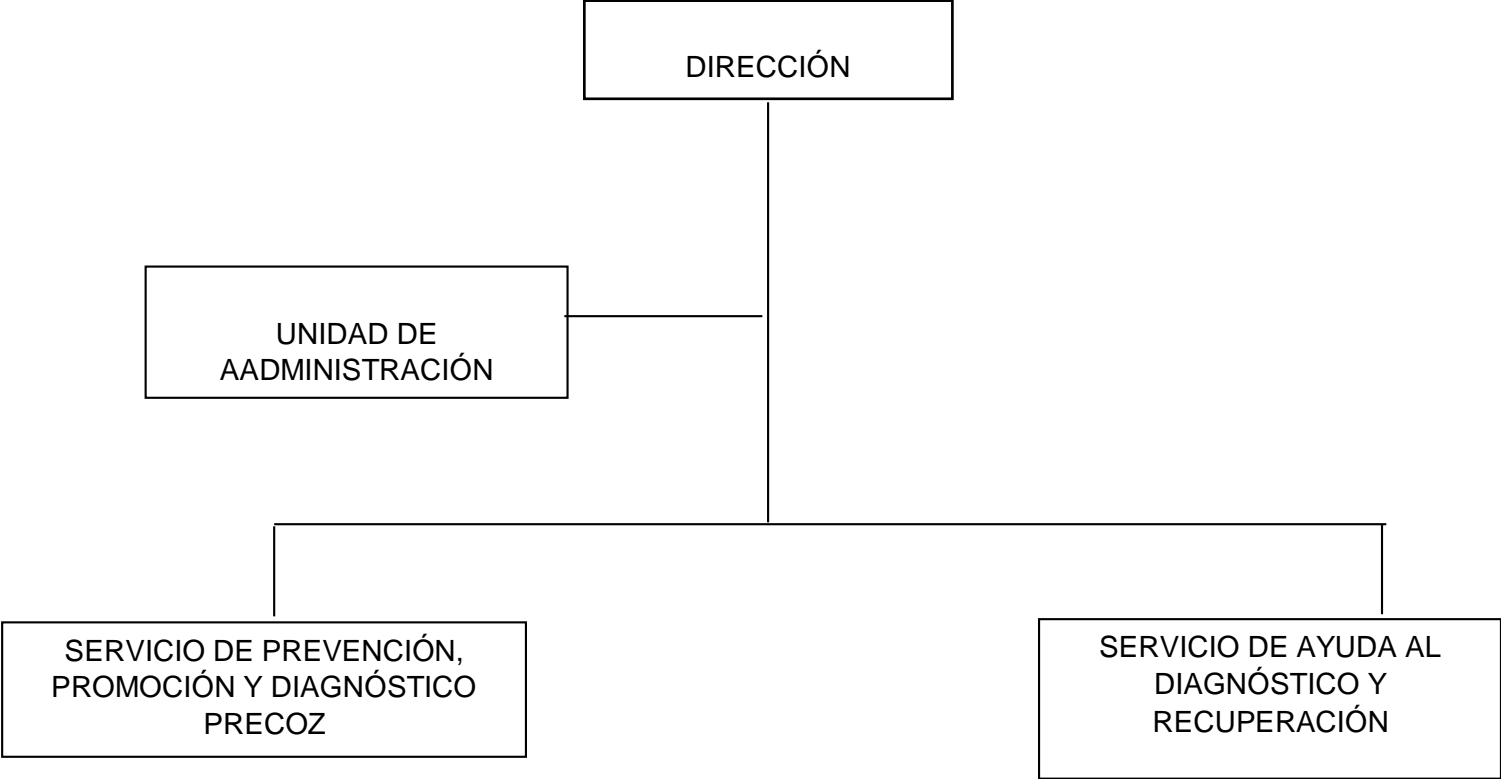 DIRECCIÓN
UNIDAD DE
AADMINISTRACIÓN
SERVICIO DE PREVENCIÓN,
PROMOCIÓN Y DIAGNÓSTICO
PRECOZ
SERVICIO DE AYUDA AL
DIAGNÓSTICO Y
RECUPERACIÓN